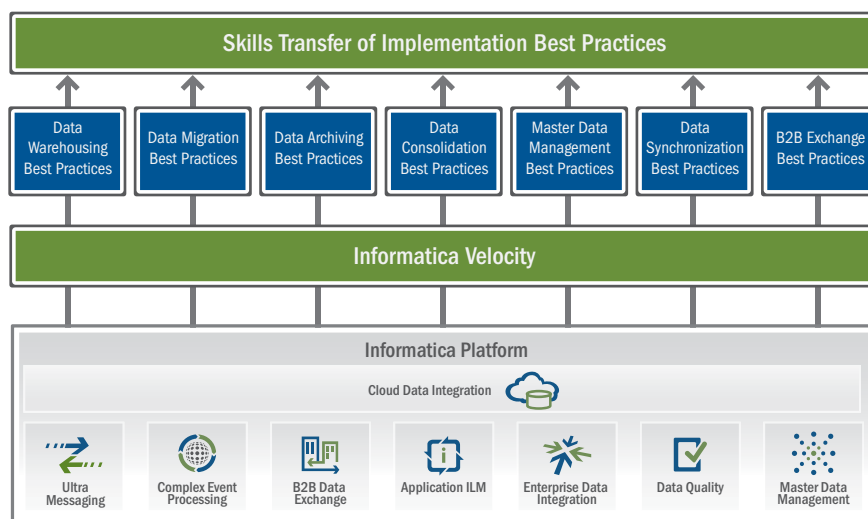 Skills Transfer of Implementation Best Practices
Data
Warehousing
Best Practices
Data Migration
Best Practices
Data Archiving
Best Practices
Data
Consolidation
Best Practices
Master Data
Management
Best Practices
Data
Synchronization
Best Practices
B2B Exchange
Best Practices
Informatica Velocity
Informatica Platform
Cloud Data Integration
Ultra
Messaging
Complex Event
Processing
B2B Data
Exchange
Application ILM
Enterprise Data
Integration
Data Quality
Master Data
Management